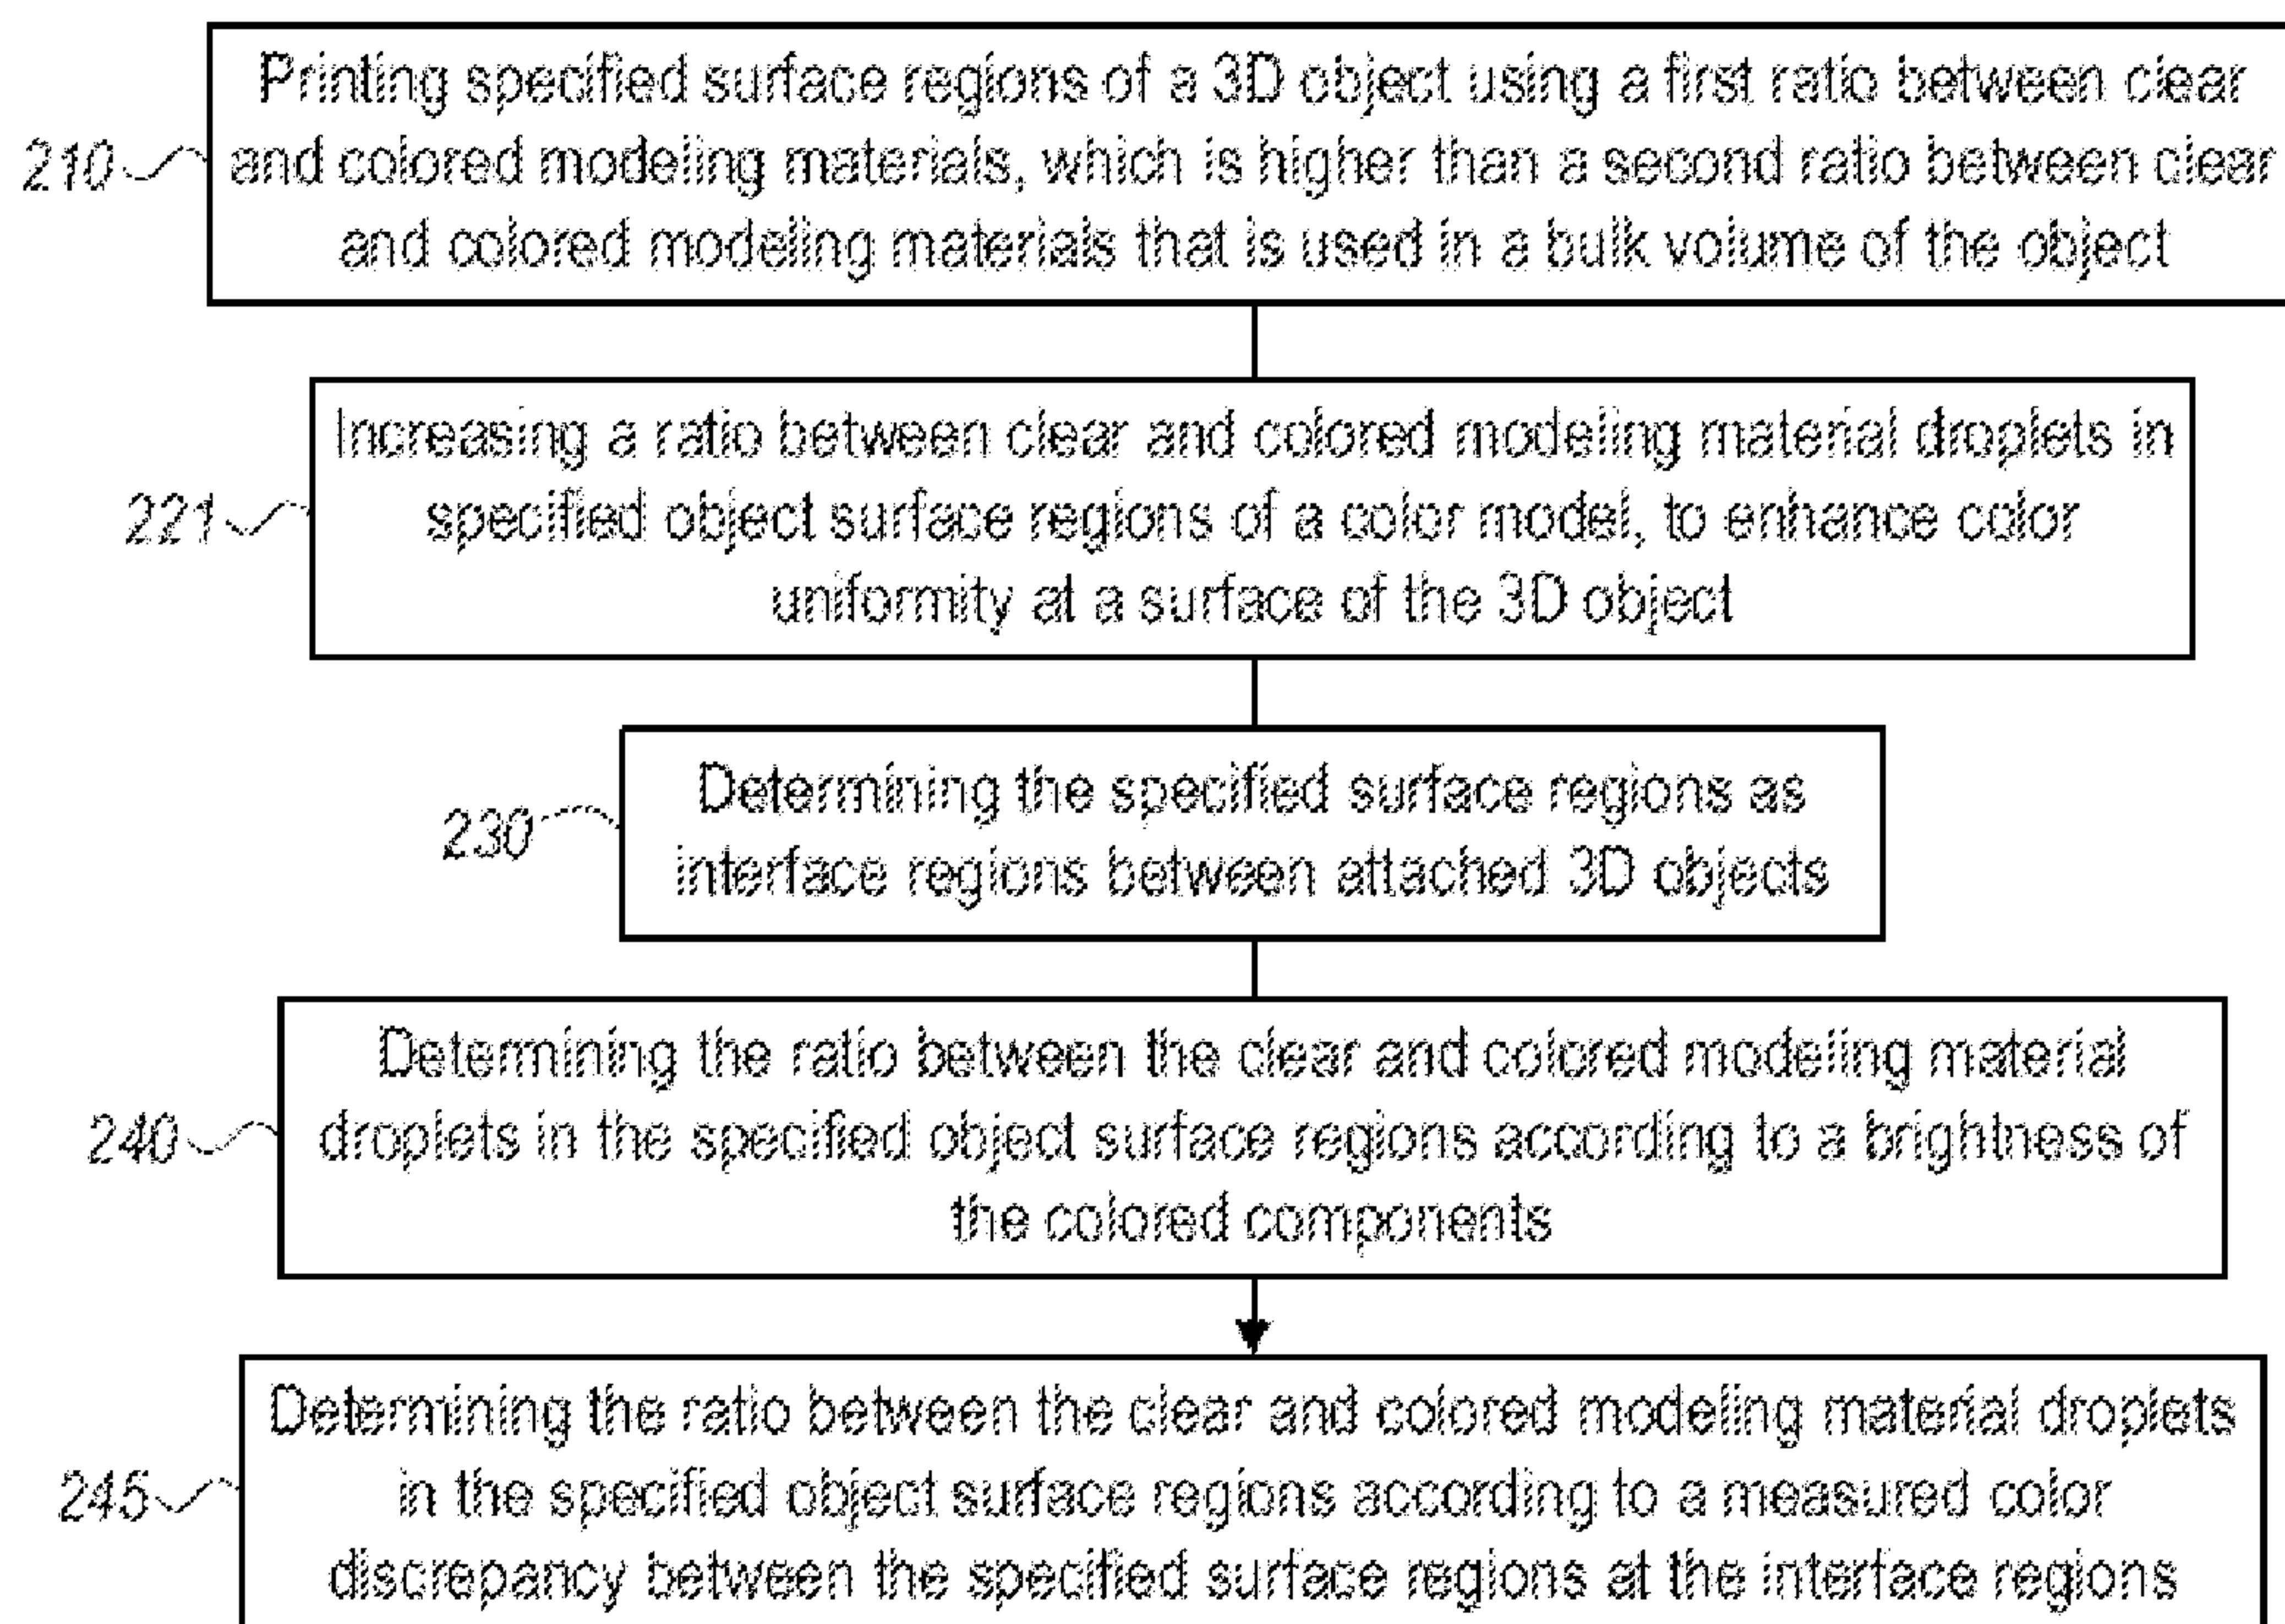 Printing specified surface regions of a 3D object using a first ratio between clear
210 and colored modeling materials, which is higher than a second ratio between clear
and colored modeling materials that is used in a bulk volume of the object
Increasing a ratio between clear and colored modeling material droplets in
221 specified object surface regions of a color model, to enhance color
uniformity at a surface of the 3D object
Determining the specified surface regions as
230 interface regions between attached 3D objects
Determining the ratio between the clear and colored modeling material
240 droplets in the specified object surface regions according to a brightness of
the colored components
Determining the ratio between the clear and colored modeling material droplets
245 in the specified object surface regions according to a measured color
discrepancy between the specified surface regions at the interface regions